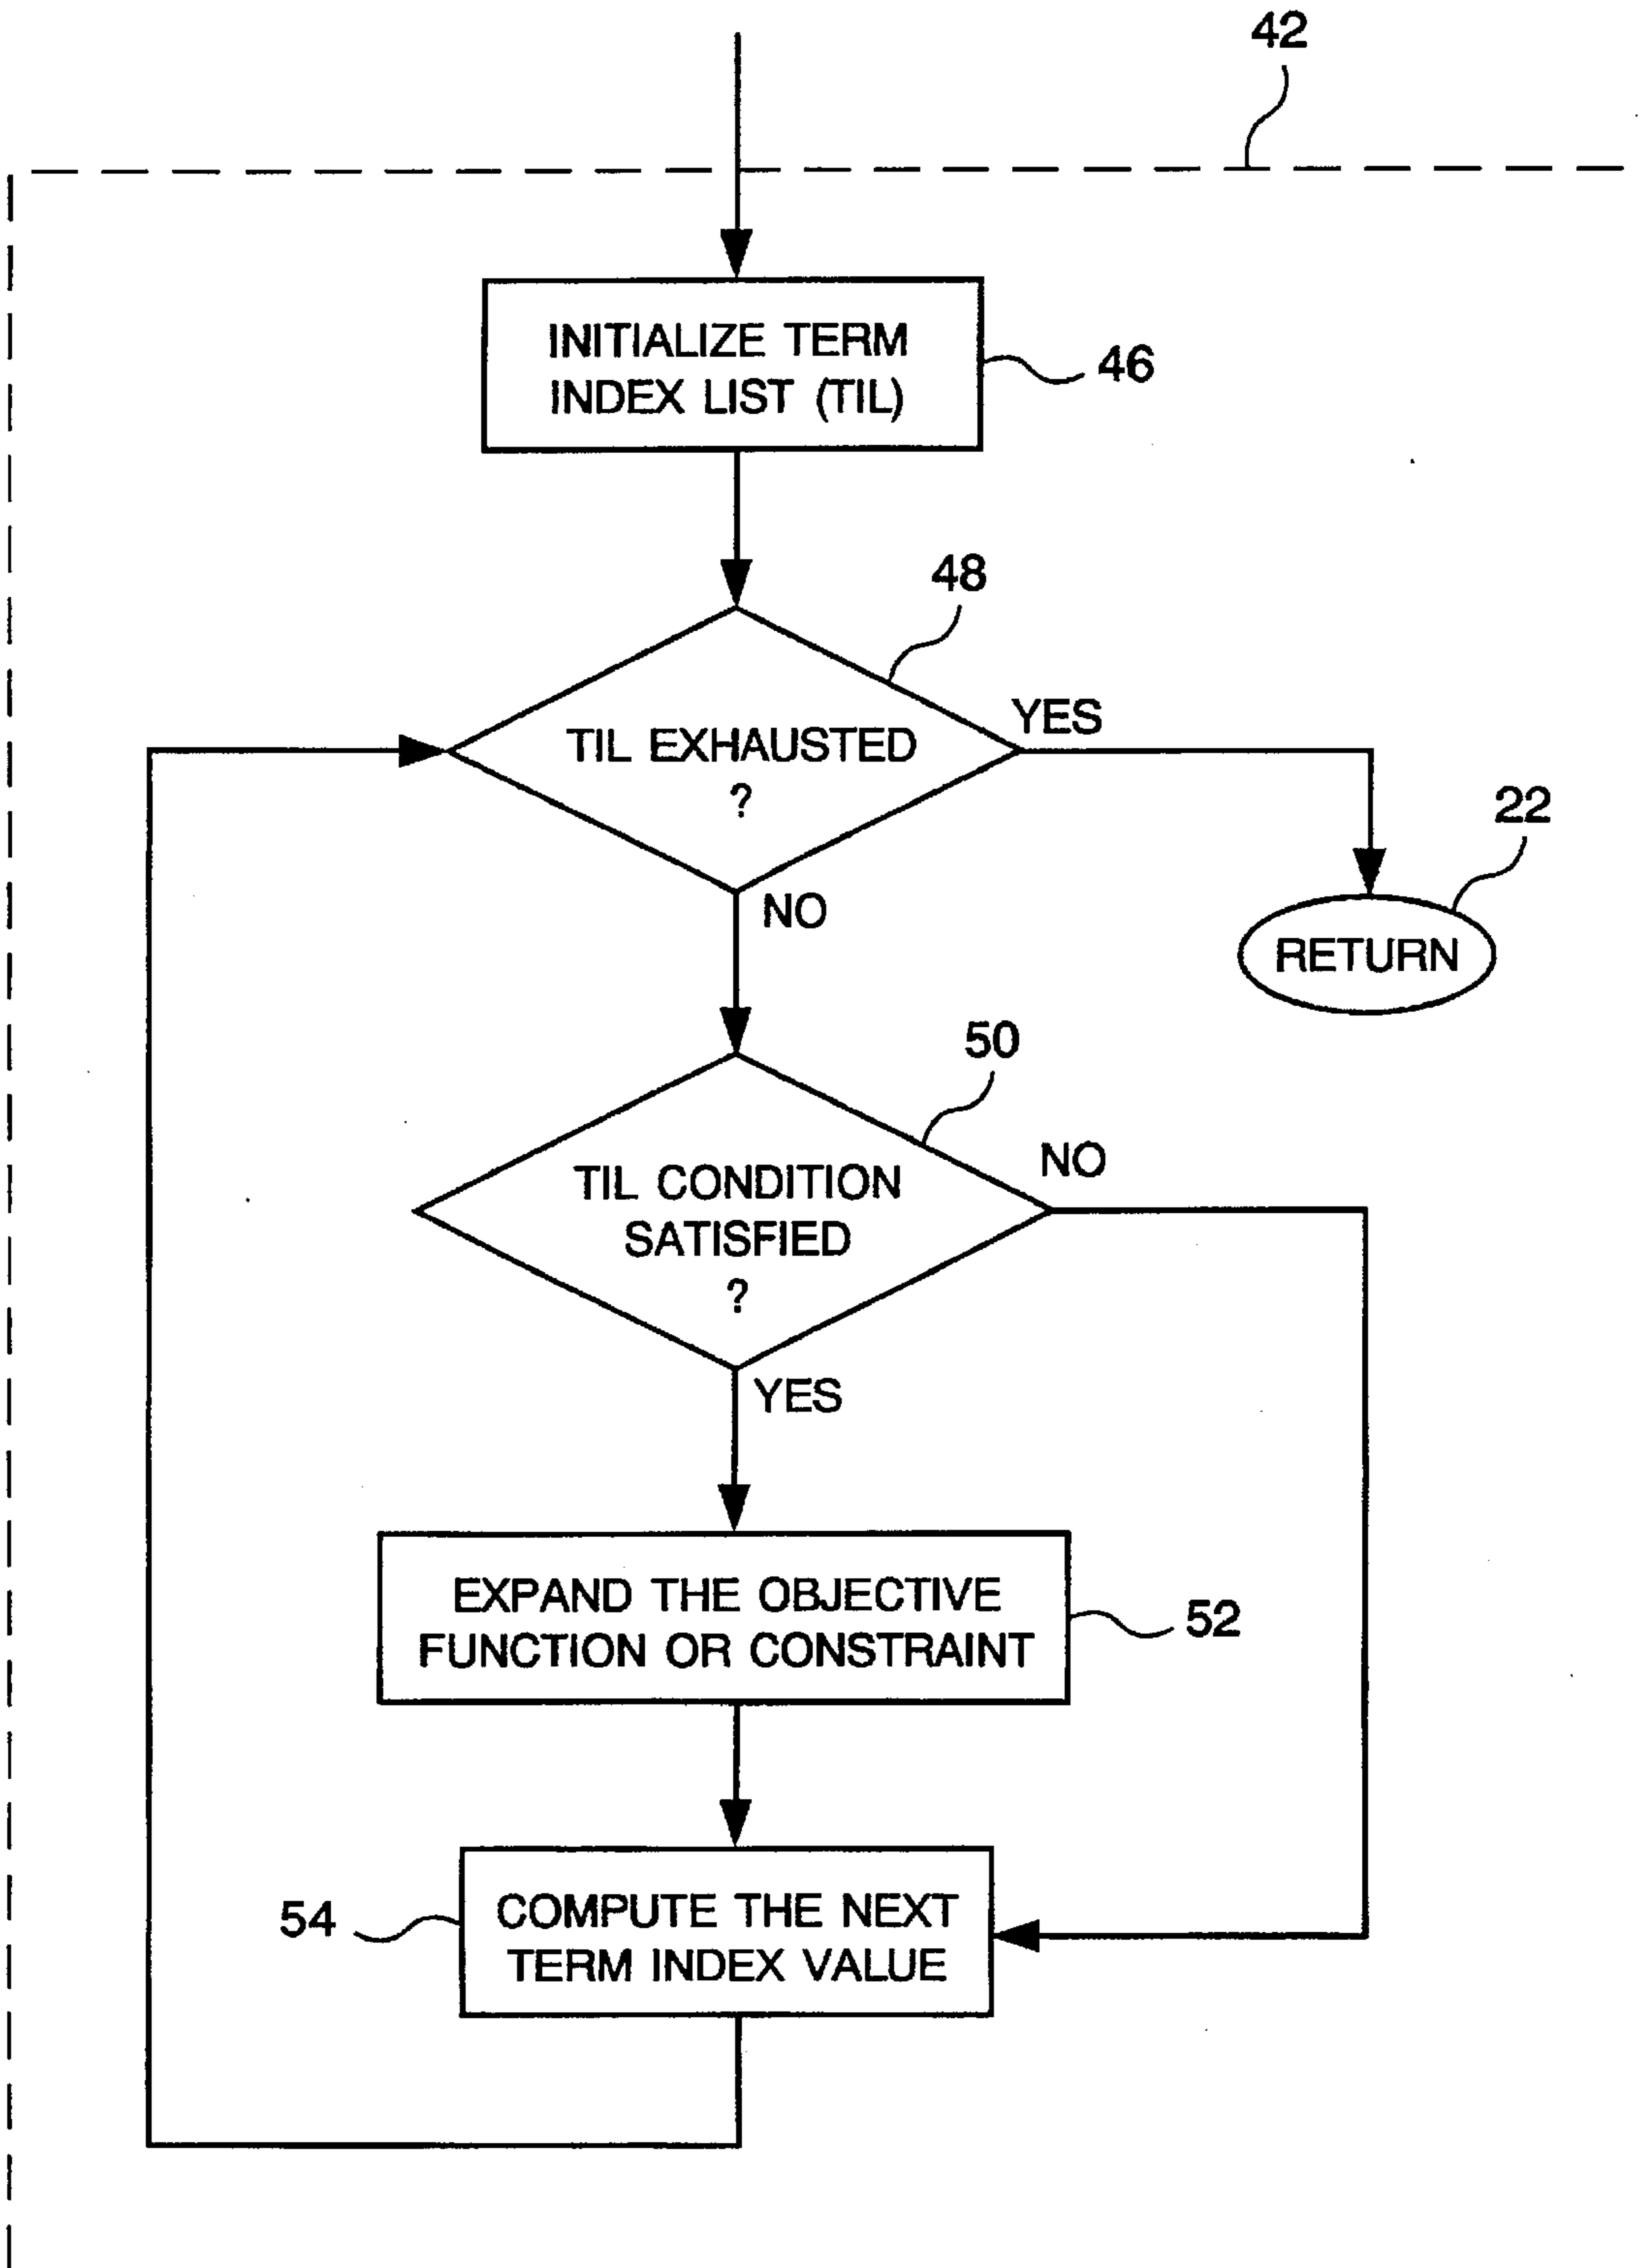 42
INITIALIZE TERM
INDEX LIST (TIL)
46
48
TIL EXHAUSTED
?
YES
22
NO
RETURN
50
TIL CONDITION
SATISFIED
?
NO
YES
EXPAND THE OBJECTIVE
FUNCTION OR CONSTRAINT
52
54
COMPUTE THE NEXT
TERM INDEX VALUE